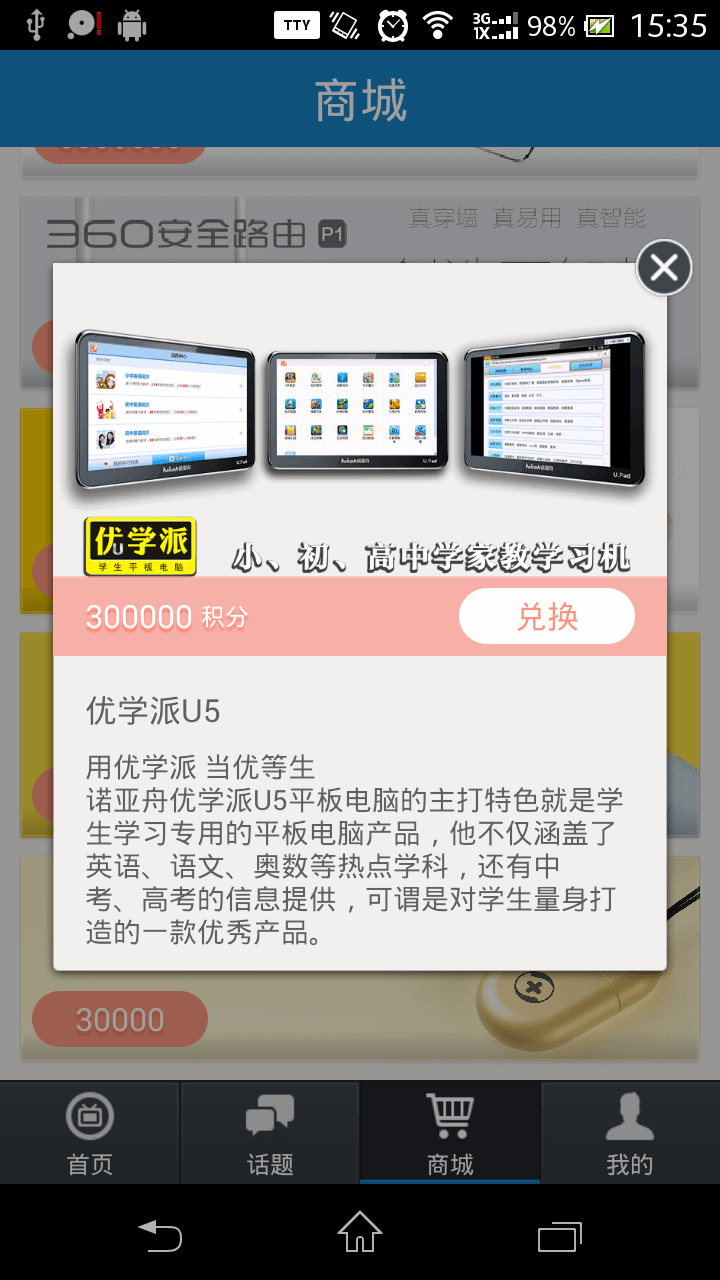 TTY
3G
1X
98%
15:35
商城
360安全路由 P1
真穿墙 真易用 真智能
优学派
U
学生平板电脑
小、初、高中学家教学习机
300000 积分
兑换
优学派U5
用优学派 当优等生
诺亚舟优学派U5平板电脑的主打特色就是学
生学习专用的平板电脑产品，他不仅涵盖了
英语、语文、奥数等热点学科，还有中
考、高考的信息提供，可谓是对学生量身打
造的一款优秀产品。
30000
首页
话题
商城
我的